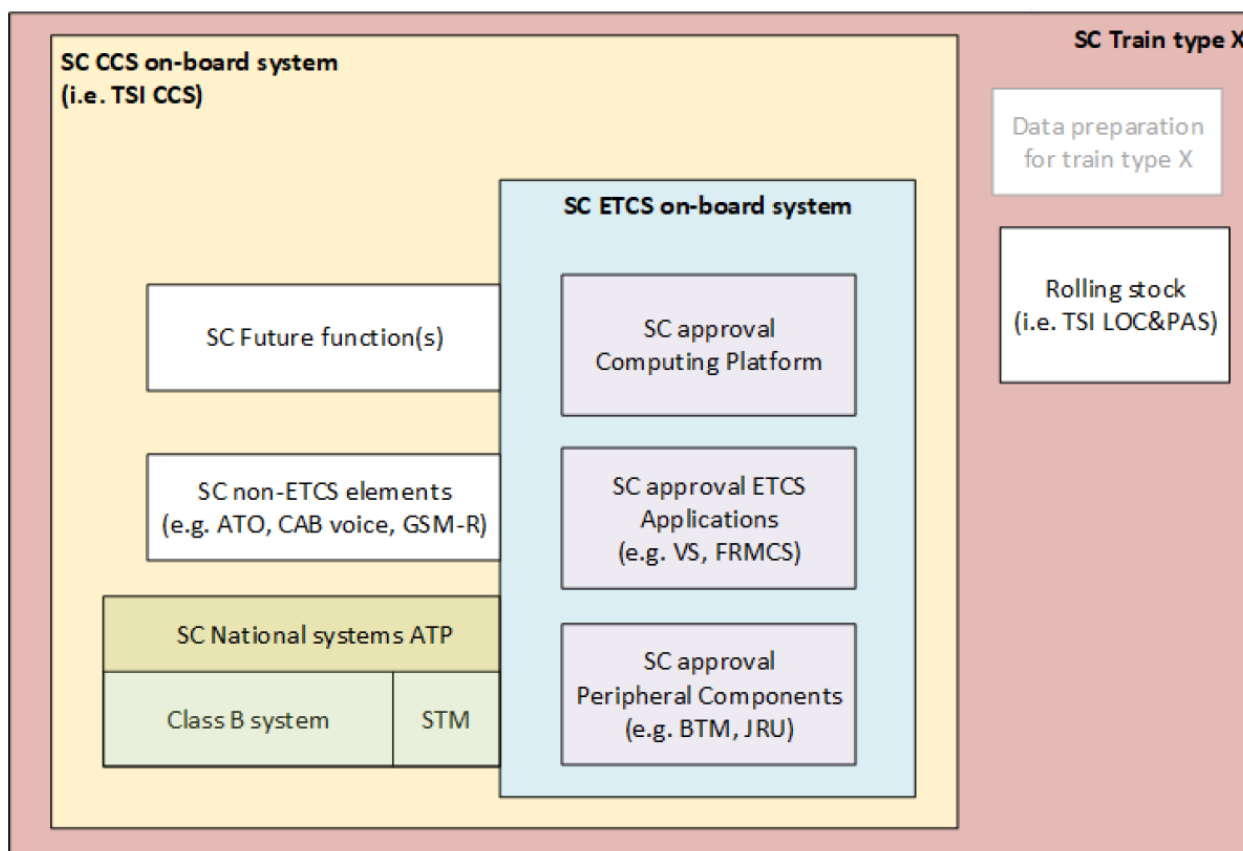 SC Train type X
SC CCS on-board system
(i.e. TSI CCS)
Data preparation
for train type X
SC ETCS on-board system
Rolling stock
(i.e. TSI LOC&PAS)
SC Future function(s)
SC approval
Computing Platform
SC non-ETCS elements
(e.g. ATO, CAB voice, GSM-R)
SC approval ETCS
Applications
(e.g. VS, FRMCS)
SC National systems ATP
Class B system
STM
SC approval
Peripheral Components
(e.g. BTM, JRU)